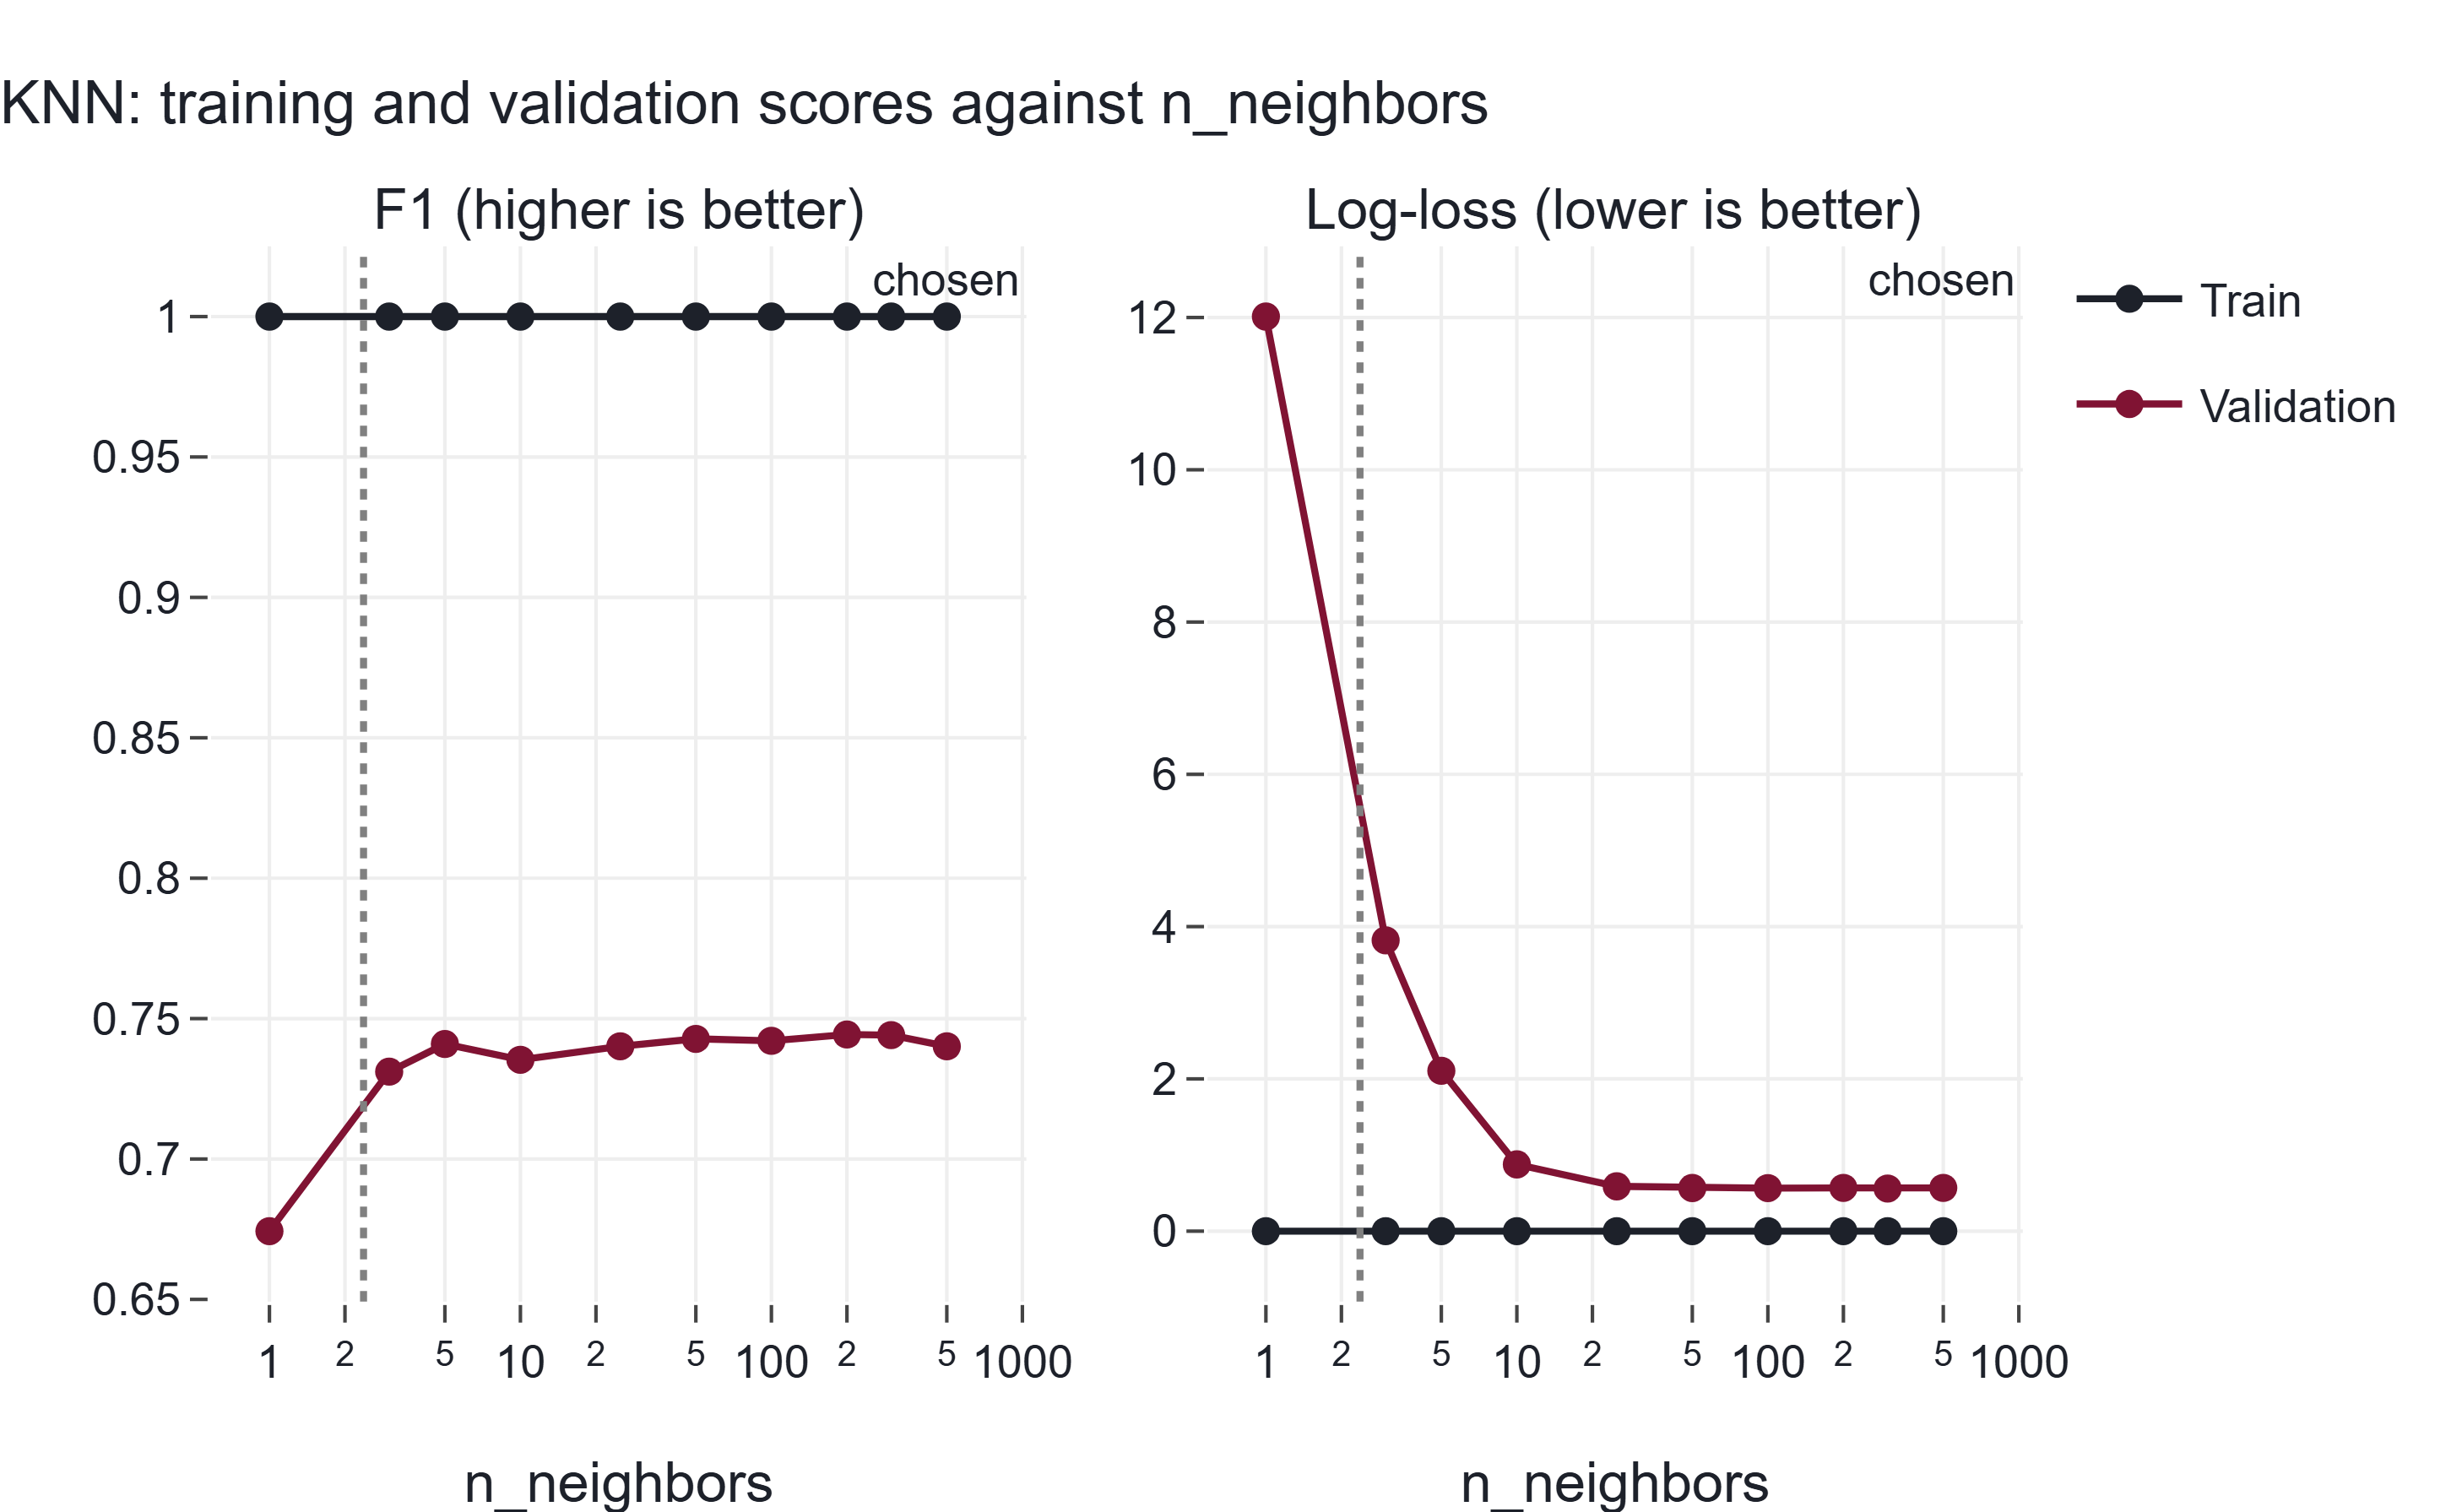 KNN: training and validation scores against n_neighbors
F1 (higher is better)
chosen
1
0.95
0.9
0.85
0.8
0.75
0.7
0.65
1 2 5 10 2 5 100 2 5 1000
n_neighbors
Log-loss (lower is better)
chosen
12
10
8
6
4
2
0
1 2 5 10 2 5 100 2 5 1000
n_neighbors
Train
Validation